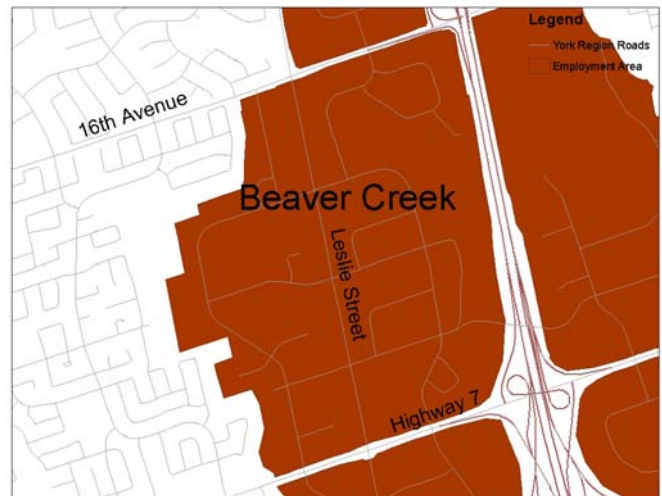 Legend
York Region Roads
Employment Area
16th Avenue
Beaver Creek
Leslie Street
Highway 7